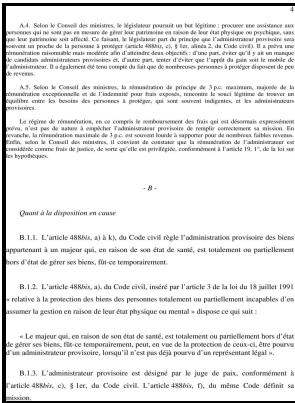 4
A.4. Selon le Conseil des ministres, le législateur poursuit un but légitime : procurer une assistance aux
personnes qui ne sont pas en mesure de gérer leur patrimoine en raison de leur état physique ou psychique, sans
que leur patrimoine soit affecté. Ce faisant, le législateur part du principe que l'administrateur provisoire sera
souvent un proche de la personne à protéger (article 488bis, c), § 1er, alinéa 2, du Code civil). Il a prévu une
rémunération raisonnable mais modérée afin d'atteindre deux objectifs : d'une part, éviter qu'il y ait un manque
de candidats administrateurs provisoires et, d'autre part, tenter d'éviter que l'appât du gain soit le mobile de
l'administrateur. Il a également été tenu compte du fait que de nombreuses personnes à protéger disposent de peu
de revenus.
A.5. Selon le Conseil des ministres, la rémunération de principe de 3 p.c. maximum, majorée de la
rémunération exceptionnelle et de l'indemnité pour frais exposés, rencontre le souci légitime de trouver un
équilibre entre les besoins des personnes à protéger, qui sont souvent indigentes, et les administrateurs
provisoires.
Le régime de rémunération, en ce compris le remboursement des frais qui est désormais expressément
prévu, n'est pas de nature à empêcher l'administrateur provisoire de remplir correctement sa mission. En
revanche, la rémunération maximale de 3 p.c. est souvent lourde à supporter pour de nombreux faibles revenus.
Enfin, selon le Conseil des ministres, il convient de constater que la rémunération de l'administrateur est
considérée comme frais de justice, de sorte qu'elle est privilégiée, conformément à l'article 19, 1°, de la loi sur
les hypothèques.
- B -
Quant à la disposition en cause
B.1.1. L'article 488bis, a) à k), du Code civil règle l'administration provisoire des biens
appartenant à un majeur qui, en raison de son état de santé, est totalement ou partiellement
hors d'état de gérer ses biens, fût-ce temporairement.
B.1.2. L'article 488bis, a), du Code civil, inséré par l'article 3 de la loi du 18 juillet 1991
« relative à la protection des biens des personnes totalement ou partiellement incapables d'en
assumer la gestion en raison de leur état physique ou mental » dispose ce qui suit :
« Le majeur qui, en raison de son état de santé, est totalement ou partiellement hors d'état
de gérer ses biens, fût-ce temporairement, peut, en vue de la protection de ceux-ci, être pourvu
d'un administrateur provisoire, lorsqu'il n'est pas déjà pourvu d'un représentant légal ».
B.1.3. L'administrateur provisoire est désigné par le juge de paix, conformément à
l'article 488bis, c), § 1er, du Code civil. L'article 488bis, f), du même Code définit sa
mission.